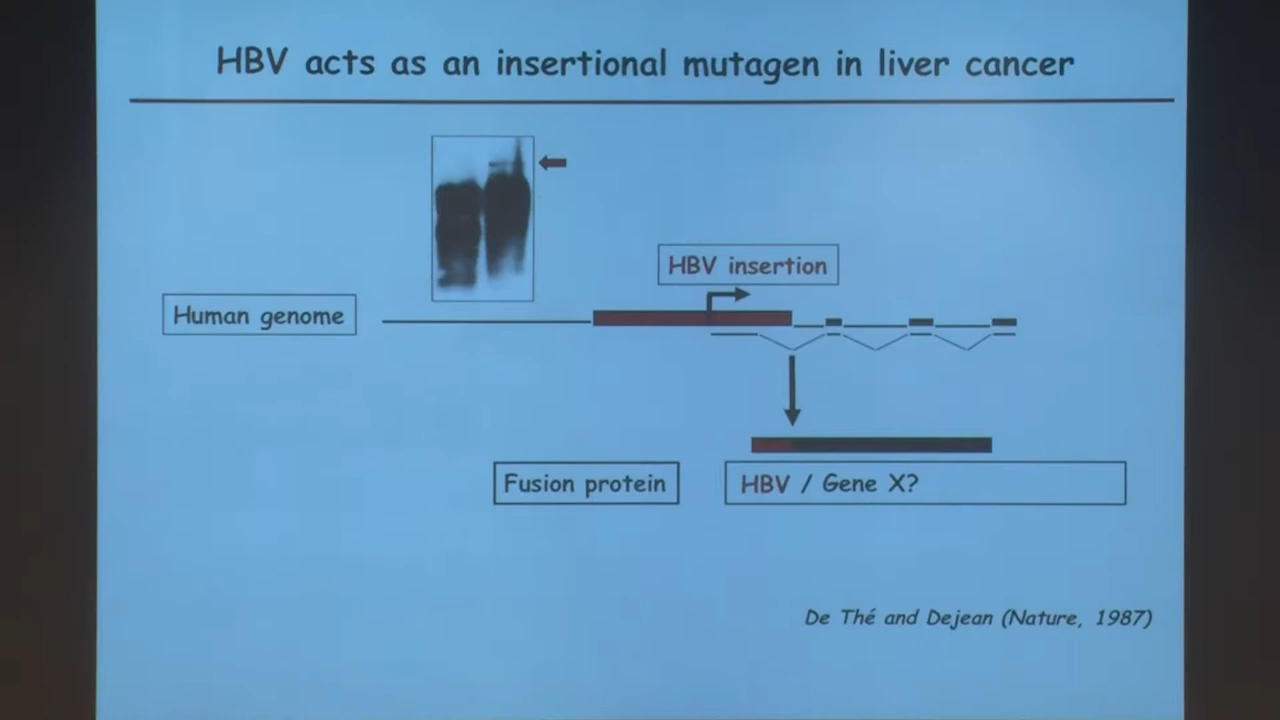 HBV acts as an insertional mutagen in liver cancer
HBV insertion
Human genome
Fusion protein
HBV / Gene X?
De Thé and Dejean (Nature, 1987)